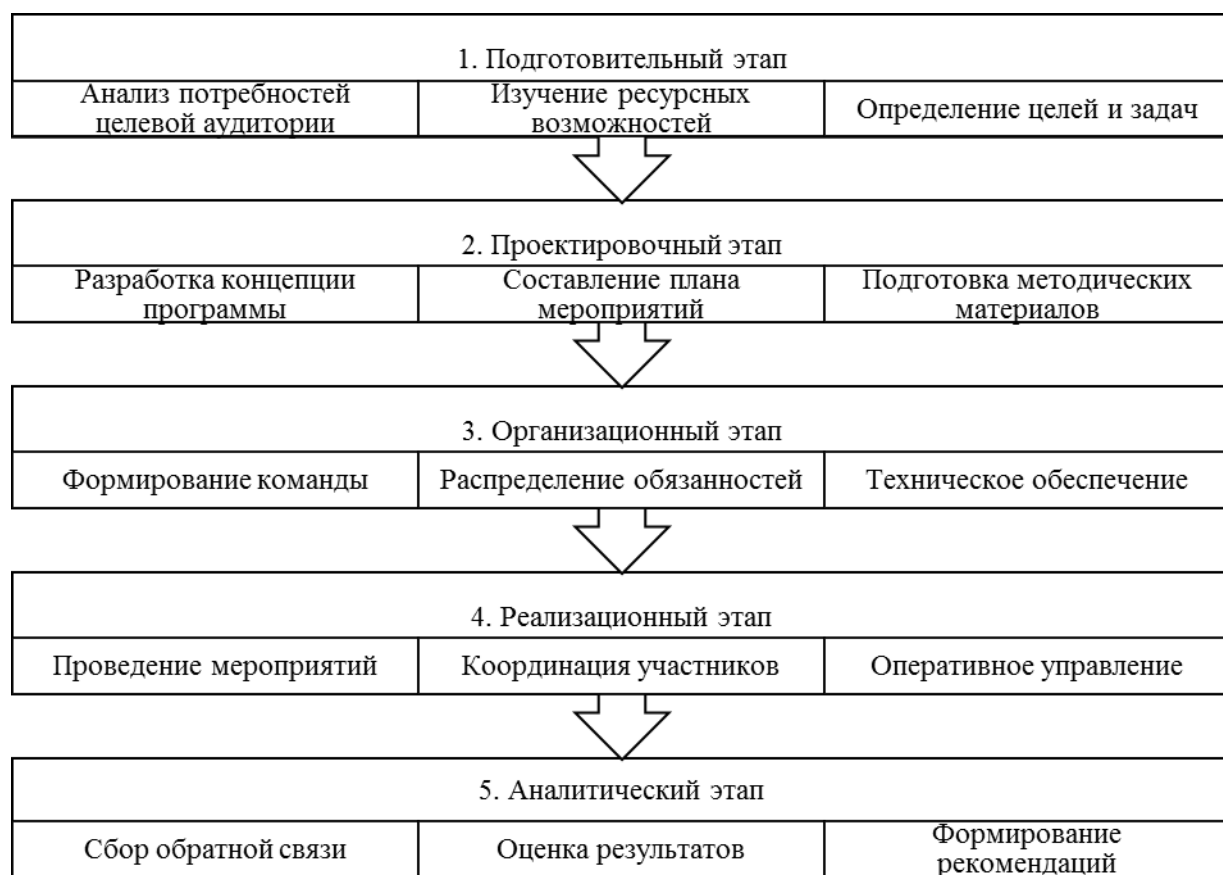 1. Подготовительный этап
Анализ потребностей
целевой аудитории
Изучение ресурсных
возможностей
Определение целей и задач
2. Проектировочный этап
Разработка концепции
программы
Составление плана
мероприятий
Подготовка методических
материалов
3. Организационный этап
Формирование команды
Распределение обязанностей
Техническое обеспечение
4. Реализационный этап
Проведение мероприятий
Координация участников
Оперативное управление
5. Аналитический этап
Сбор обратной связи
Оценка результатов
Формирование
рекомендаций